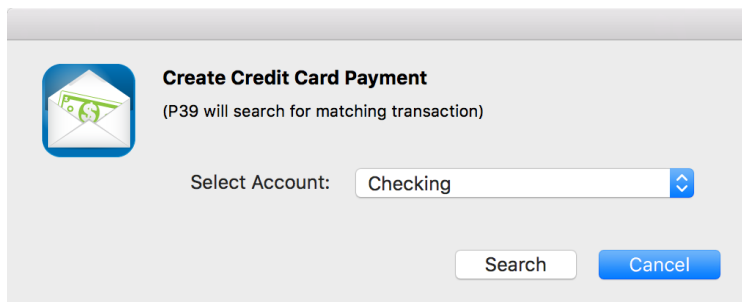 Create Credit Card Payment
(P39 will search for matching transaction)
Select Account: Checking
Search Cancel